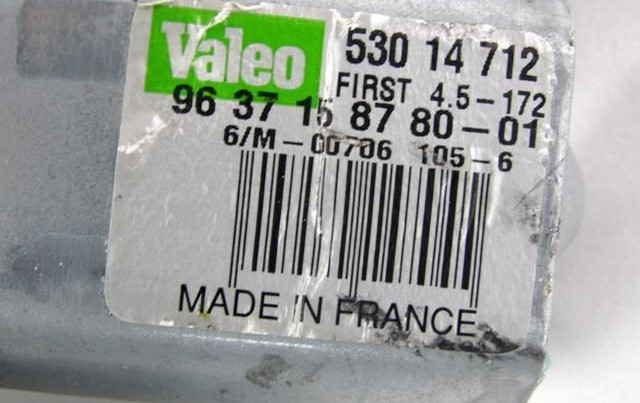 Valeo
530 14 712
FIRST 4.5-172
96 37 15 87 80-01
6/M-00706 105-6
MADE IN FRANCE